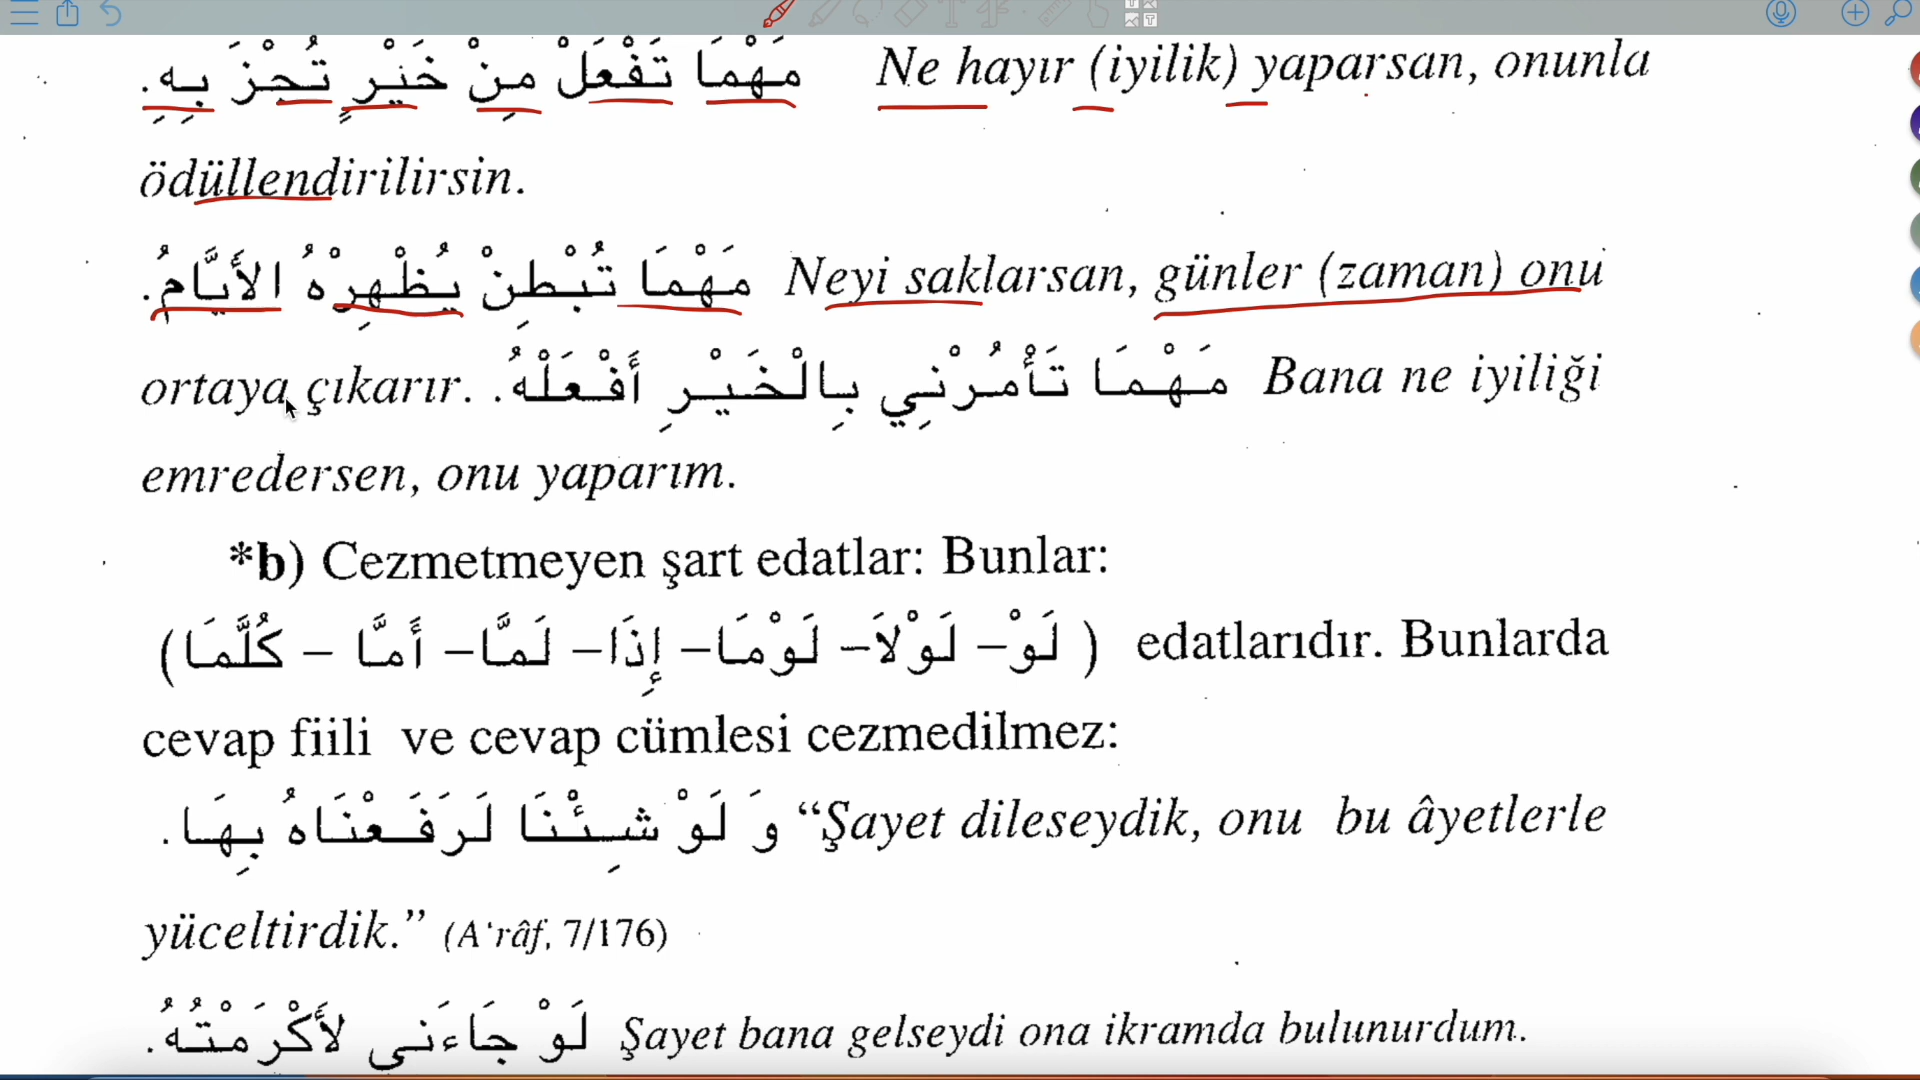 مَهْمَا تَفْعَلْ مِنْ خَيْرٍ تُجْزَ بِهِ. Ne hayır (iyilik) yaparsan, onunla
ödüllendirilirsin.
مَهْمَا تُبْطِنْ يُظْهِرْهُ الأَيَّامُ. Neyi saklarsan, günler (zaman) onu
ortaya çıkarır. مَهْمَا تَأْمُرْنِي بِالْخَيْرِ أَفْعَلْهُ. Bana ne iyiliği
emredersen, onu yaparım.
*b) Cezmetmeyen şart edatlar: Bunlar:
( لَوْ – لَوْلاَ – لَوْمَا – إِذَا – لَمَّا – أَمَّا – كُلَّمَا) edatlarıdır. Bunlarda
cevap fiili ve cevap cümlesi cezmedilmez:
وَ لَوْ شِئْنَا لَرَفَعْنَاهُ بِهَا. “Şayet dileseydik, onu bu âyetlerle
yüceltirdik.” (A‘râf, 7/176)
لَوْ جَاءَنِي لأَكْرَمْتُهُ. Şayet bana gelseydi ona ikramda bulunurdum.